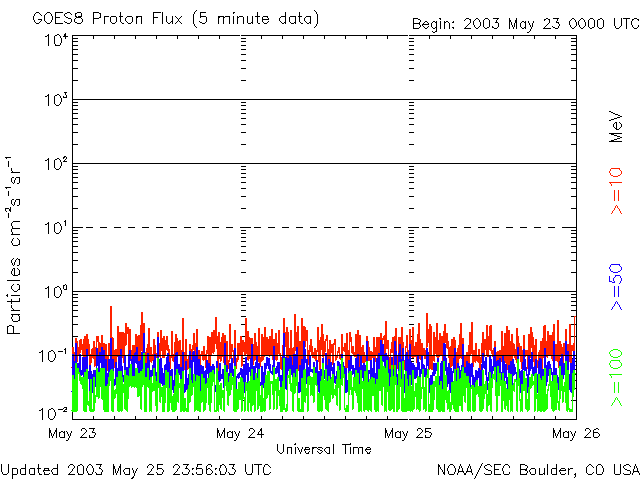 GOES8 Proton Flux (5 minute data)
Begin: 2003 May 23 0000 UTC
Particles cm⁻²s⁻¹sr⁻¹
10⁴
10³
10²
10¹
10⁰
10⁻¹
10⁻²
MeV
>=10
>=50
>=100
May 23
May 24
May 25
May 26
Universal Time
Updated 2003 May 25 23:56:03 UTC
NOAA/SEC Boulder, CO USA